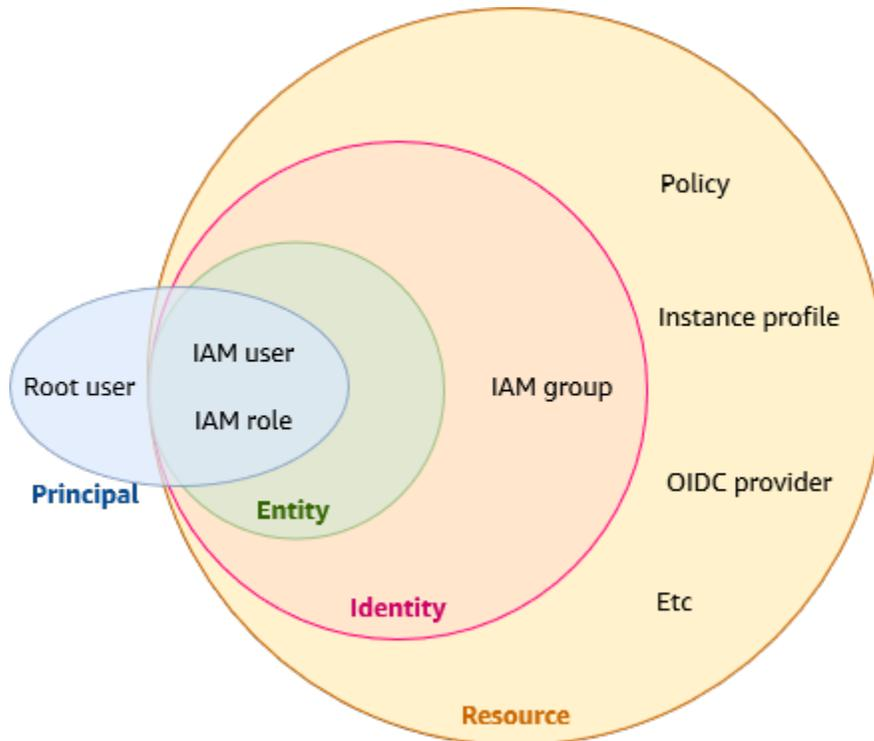 Policy
Instance profile
IAM user
Root user
IAM group
IAM role
OIDC provider
Principal
Entity
Etc
Identity
Resource